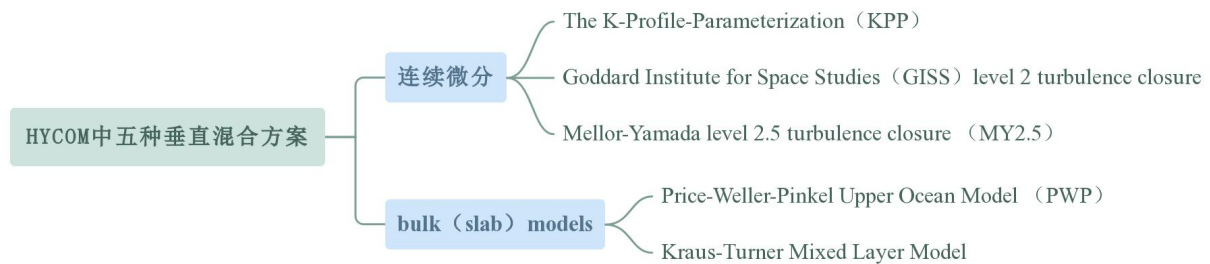 HYCOM中五种垂直混合方案
连续微分
The K-Profile-Parameterization（KPP）
Goddard Institute for Space Studies（GISS）level 2 turbulence closure
Mellor-Yamada level 2.5 turbulence closure （MY2.5）
bulk（slab）models
Price-Weller-Pinkel Upper Ocean Model （PWP）
Kraus-Turner Mixed Layer Model